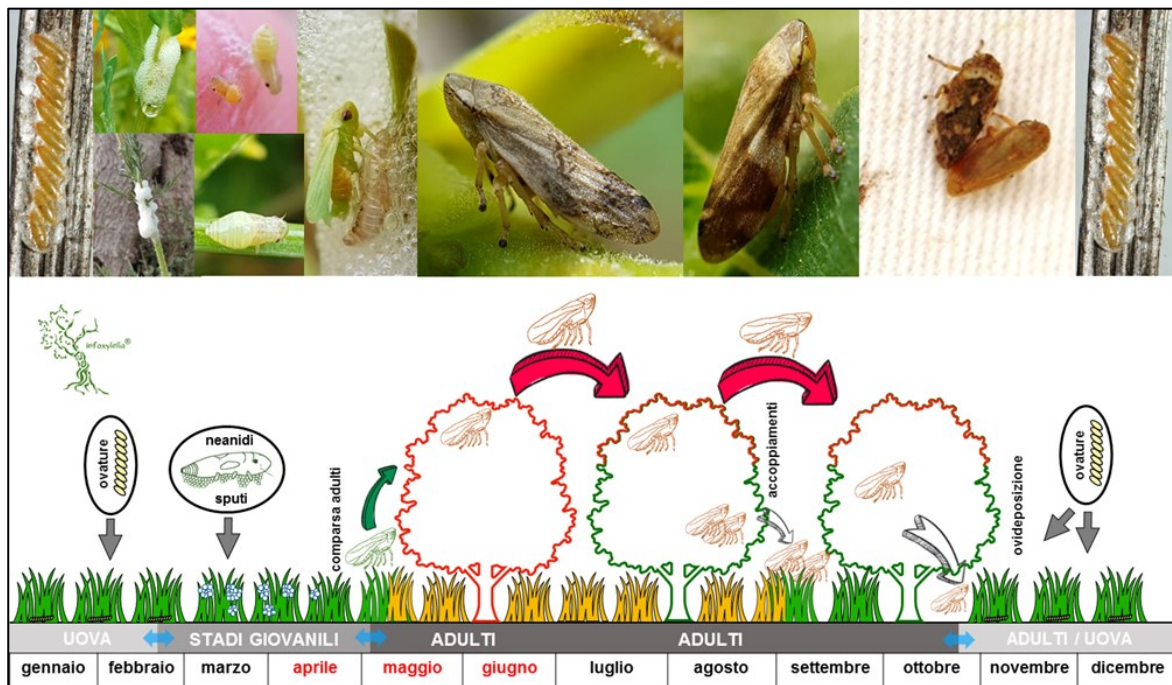 infoxylella®
ovature
neanidi
sputi
comparsa adulti
accoppiamenti
ovideposizione
ovature
UOVA
STADI GIOVANILI
ADULTI
ADULTI
ADULTI / UOVA
gennaio
febbraio
marzo
aprile
maggio
giugno
luglio
agosto
settembre
ottobre
novembre
dicembre